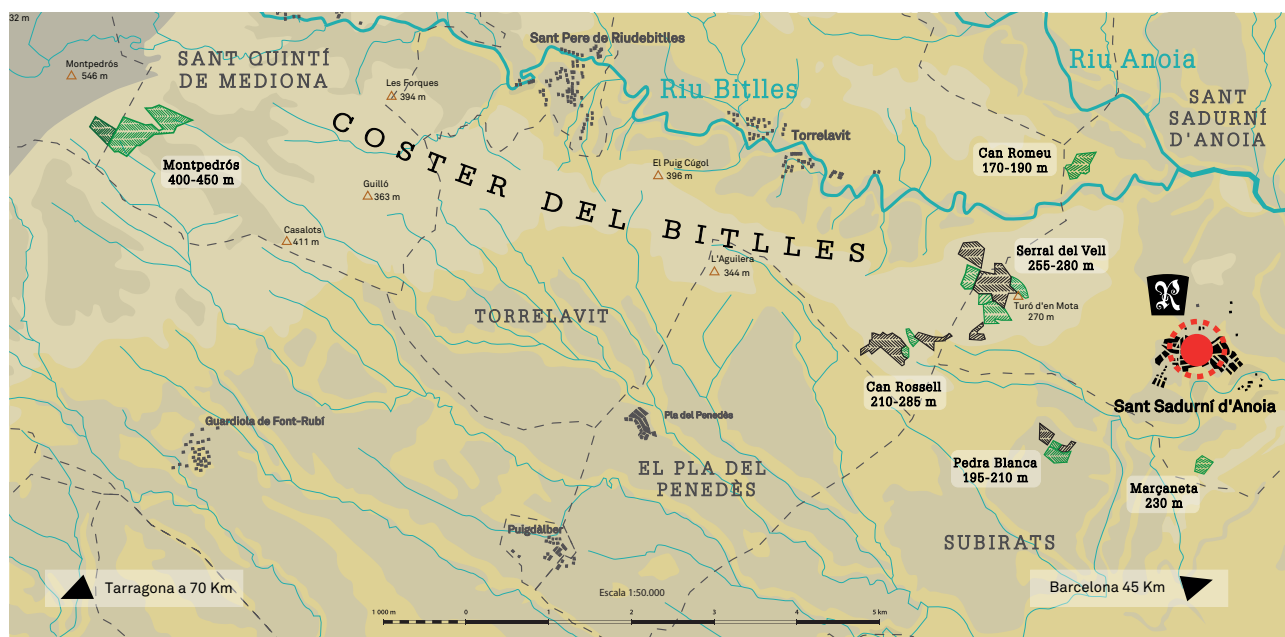 32 m
Montpedrós
546 m
SANT QUINTÍ
DE MEDIONA
Les Forques
394 m
Sant Pere de Riudebitlles
Riu Bitlles
Riu Anoia
SANT
SADURNÍ
D'ANOIA
Montpedrós
400-450 m
COSTER DEL BITLLES
Torrelavit
El Puig Cúgol
396 m
Can Romeu
170-190 m
Guilló
363 m
Casalots
411 m
L'Aguilera
344 m
Serral del Vell
255-280 m
Turó d'en Mota
270 m
R
TORRELAVIT
Can Rossell
210-285 m
Sant Sadurní d'Anoia
Guardiola de Font-Rubí
Pla del Penedès
EL PLA DEL
PENEDÈS
Pedra Blanca
195-210 m
Marçaneta
230 m
Puigdàlber
SUBIRATS
Tarragona a 70 Km
Escala 1:50.000
Barcelona 45 Km
1 000 m 0 1 2 3 4 5 km